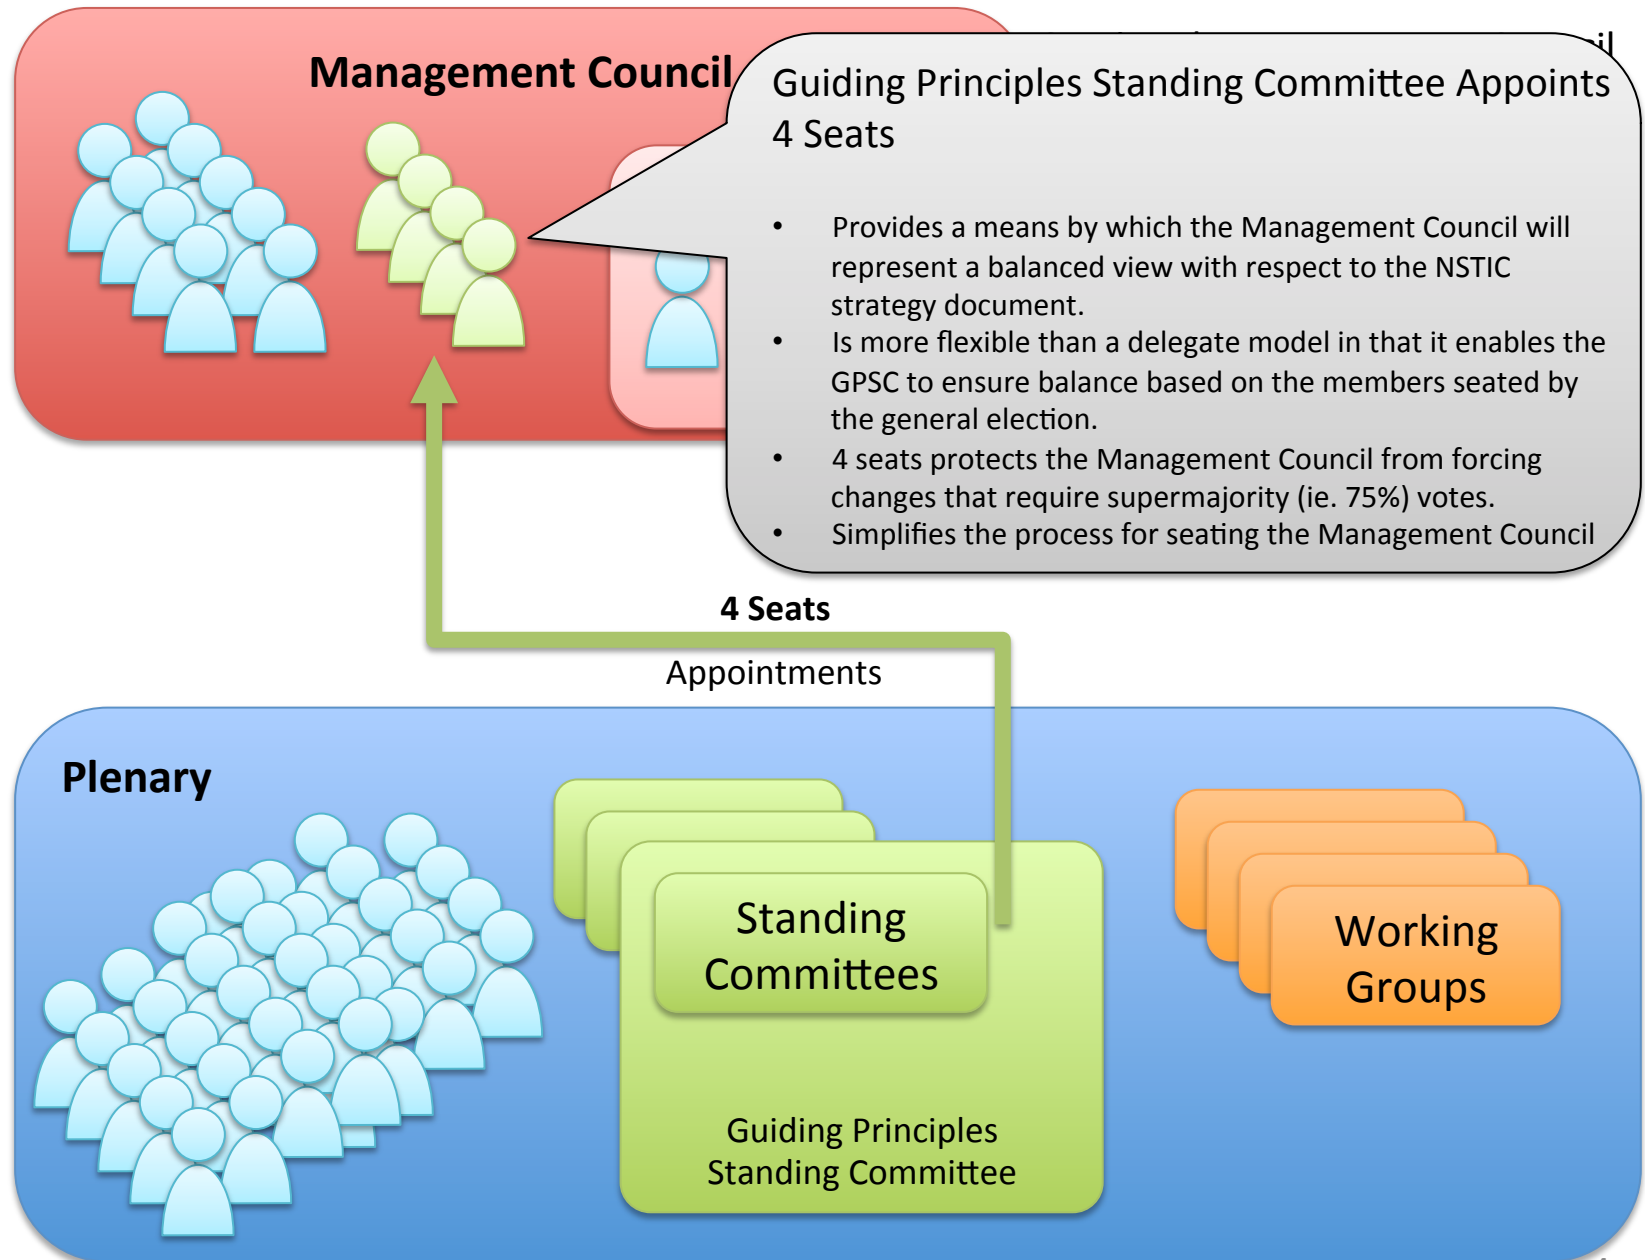 Management Council
Guiding Principles Standing Committee Appoints
4 Seats
• Provides a means by which the Management Council will
represent a balanced view with respect to the NSTIC
strategy document.
• Is more flexible than a delegate model in that it enables the
GPSC to ensure balance based on the members seated by
the general election.
• 4 seats protects the Management Council from forcing
changes that require supermajority (ie. 75%) votes.
• Simplifies the process for seating the Management Council
4 Seats
Appointments
Plenary
Standing
Committees
Guiding Principles
Standing Committee
Working
Groups